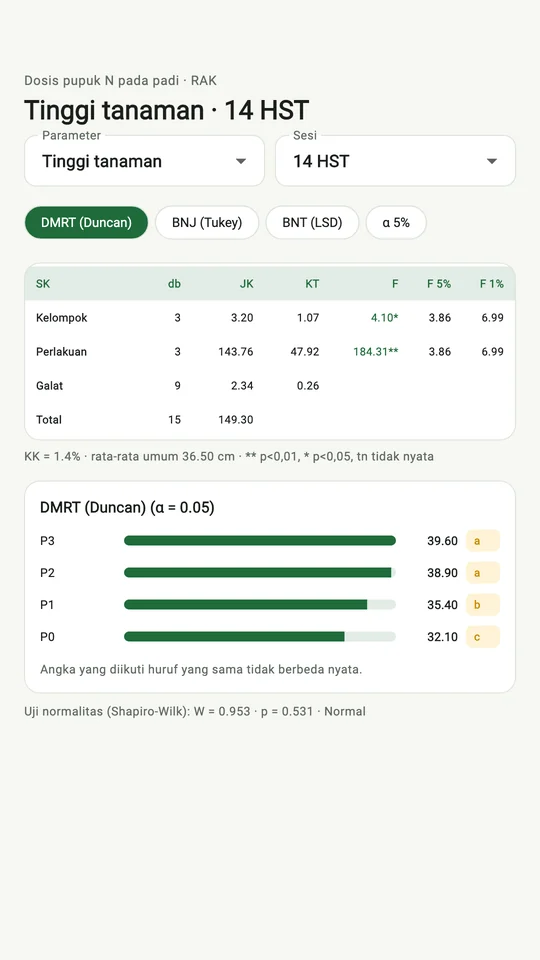 Dosis pupuk N pada padi · RAK
Tinggi tanaman · 14 HST
Parameter Sesi
Tinggi tanaman 14 HST
DMRT (Duncan) BNJ (Tukey) BNT (LSD) α 5%
SK db JK KT F F 5% F 1%
Kelompok 3 3.20 1.07 4.10* 3.86 6.99
Perlakuan 3 143.76 47.92 184.31** 3.86 6.99
Galat 9 2.34 0.26
Total 15 149.30
KK = 1.4% · rata-rata umum 36.50 cm · ** p<0,01, * p<0,05, tn tidak nyata
DMRT (Duncan) (α = 0.05)
P3 39.60 a
P2 38.90 a
P1 35.40 b
P0 32.10 c
Angka yang diikuti huruf yang sama tidak berbeda nyata.
Uji normalitas (Shapiro-Wilk): W = 0.953 · p = 0.531 · Normal